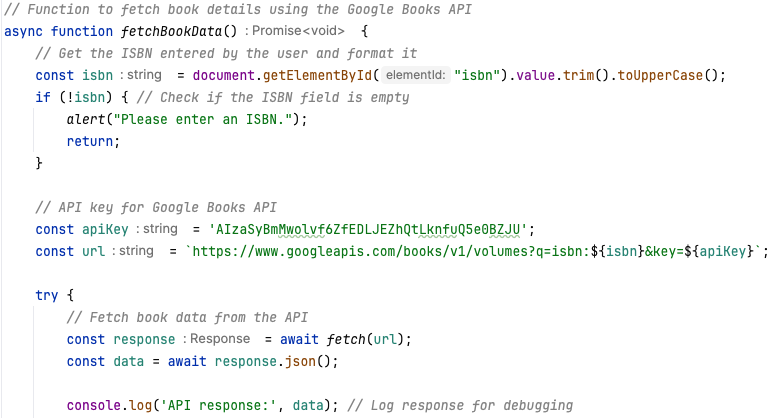 // Function to fetch book details using the Google Books API
async function fetchBookData() : Promise<void> {
// Get the ISBN entered by the user and format it
const isbn : string = document.getElementById( elementId: "isbn").value.trim().toUpperCase();
if (!isbn) { // Check if the ISBN field is empty
alert("Please enter an ISBN.");
return;
}
// API key for Google Books API
const apiKey : string = 'AIzaSyBmMwolvf6ZfEDLJEZhQtLknfuQ5e0BZJU';
const url : string = `https://www.googleapis.com/books/v1/volumes?q=isbn:${isbn}&key=${apiKey}`;
try {
// Fetch book data from the API
const response : Response = await fetch(url);
const data = await response.json();
console.log('API response:', data); // Log response for debugging